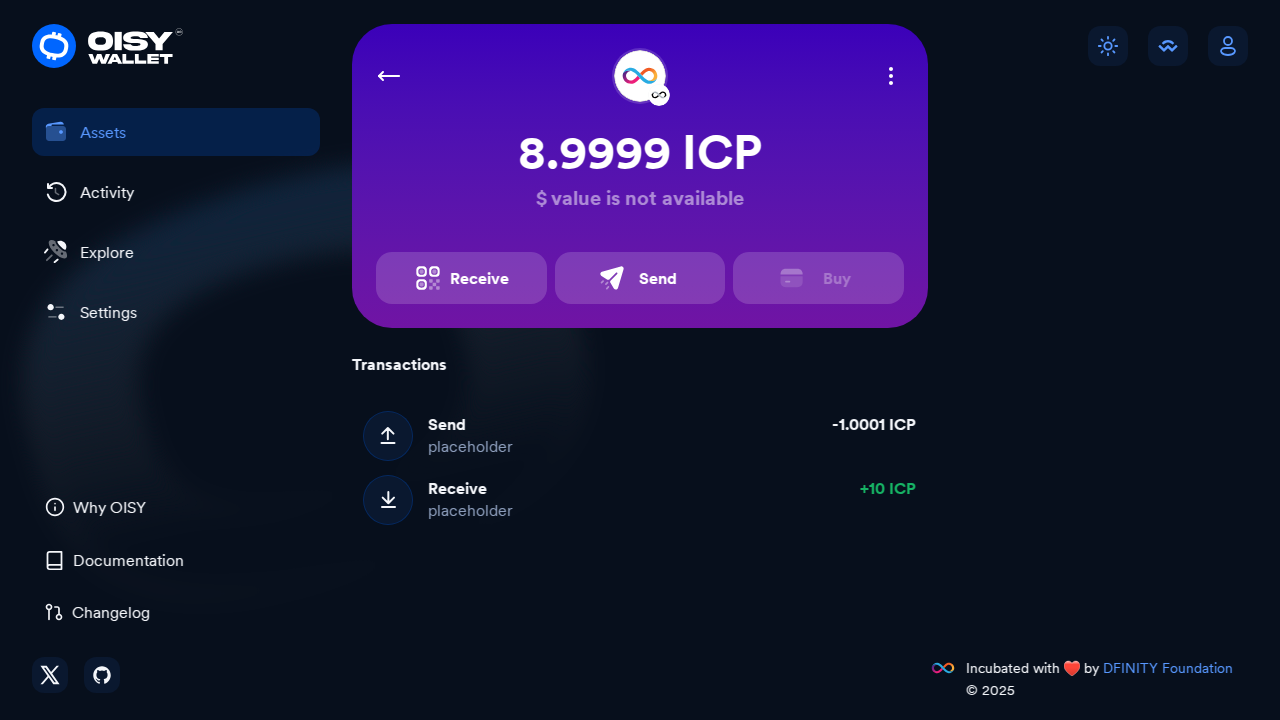 OISY
WALLET
Assets
Activity
Explore
Settings
Why OISY
Documentation
Changelog
8.9999 ICP
$ value is not available
Receive
Send
Buy
Transactions
Send
-1.0001 ICP
placeholder
Receive
+10 ICP
placeholder
Incubated with ❤️ by DFINITY Foundation
© 2025